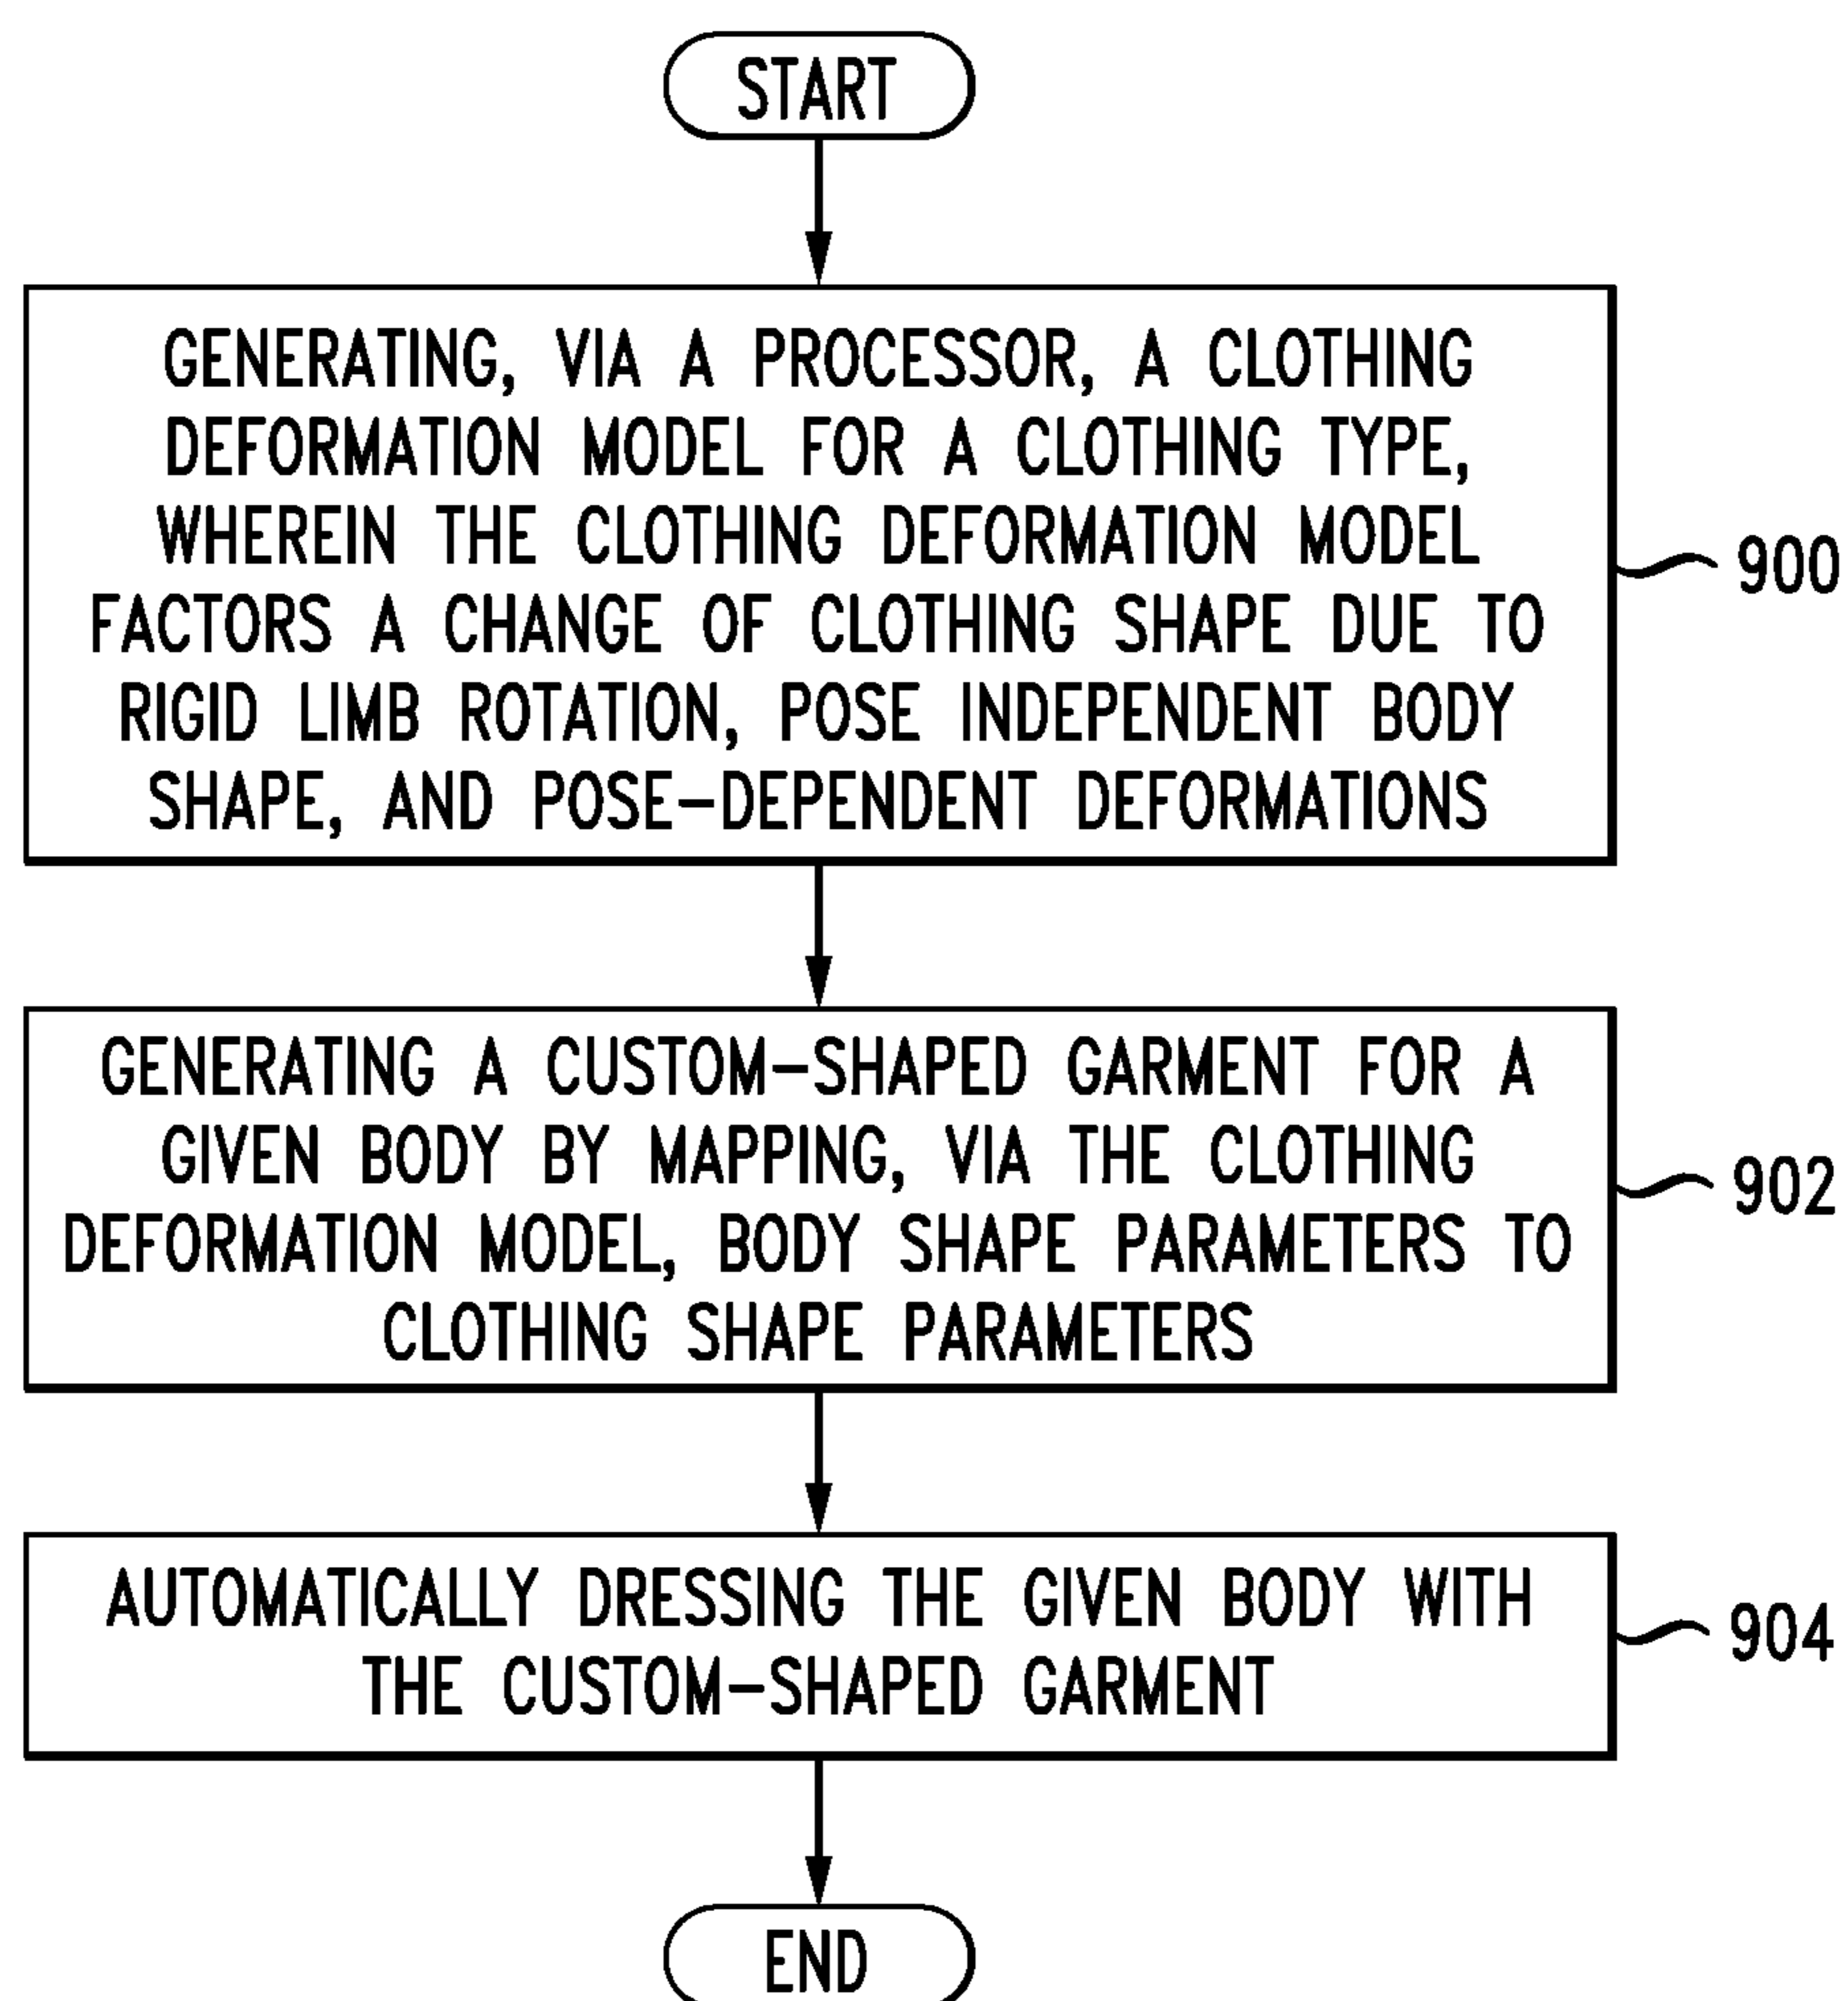 START
GENERATING, VIA A PROCESSOR, A CLOTHING
DEFORMATION MODEL FOR A CLOTHING TYPE,
WHEREIN THE CLOTHING DEFORMATION MODEL
FACTORS A CHANGE OF CLOTHING SHAPE DUE TO
RIGID LIMB ROTATION, POSE INDEPENDENT BODY
SHAPE, AND POSE-DEPENDENT DEFORMATIONS
900
GENERATING A CUSTOM-SHAPED GARMENT FOR A
GIVEN BODY BY MAPPING, VIA THE CLOTHING
DEFORMATION MODEL, BODY SHAPE PARAMETERS TO
CLOTHING SHAPE PARAMETERS
902
AUTOMATICALLY DRESSING THE GIVEN BODY WITH
THE CUSTOM-SHAPED GARMENT
904
END